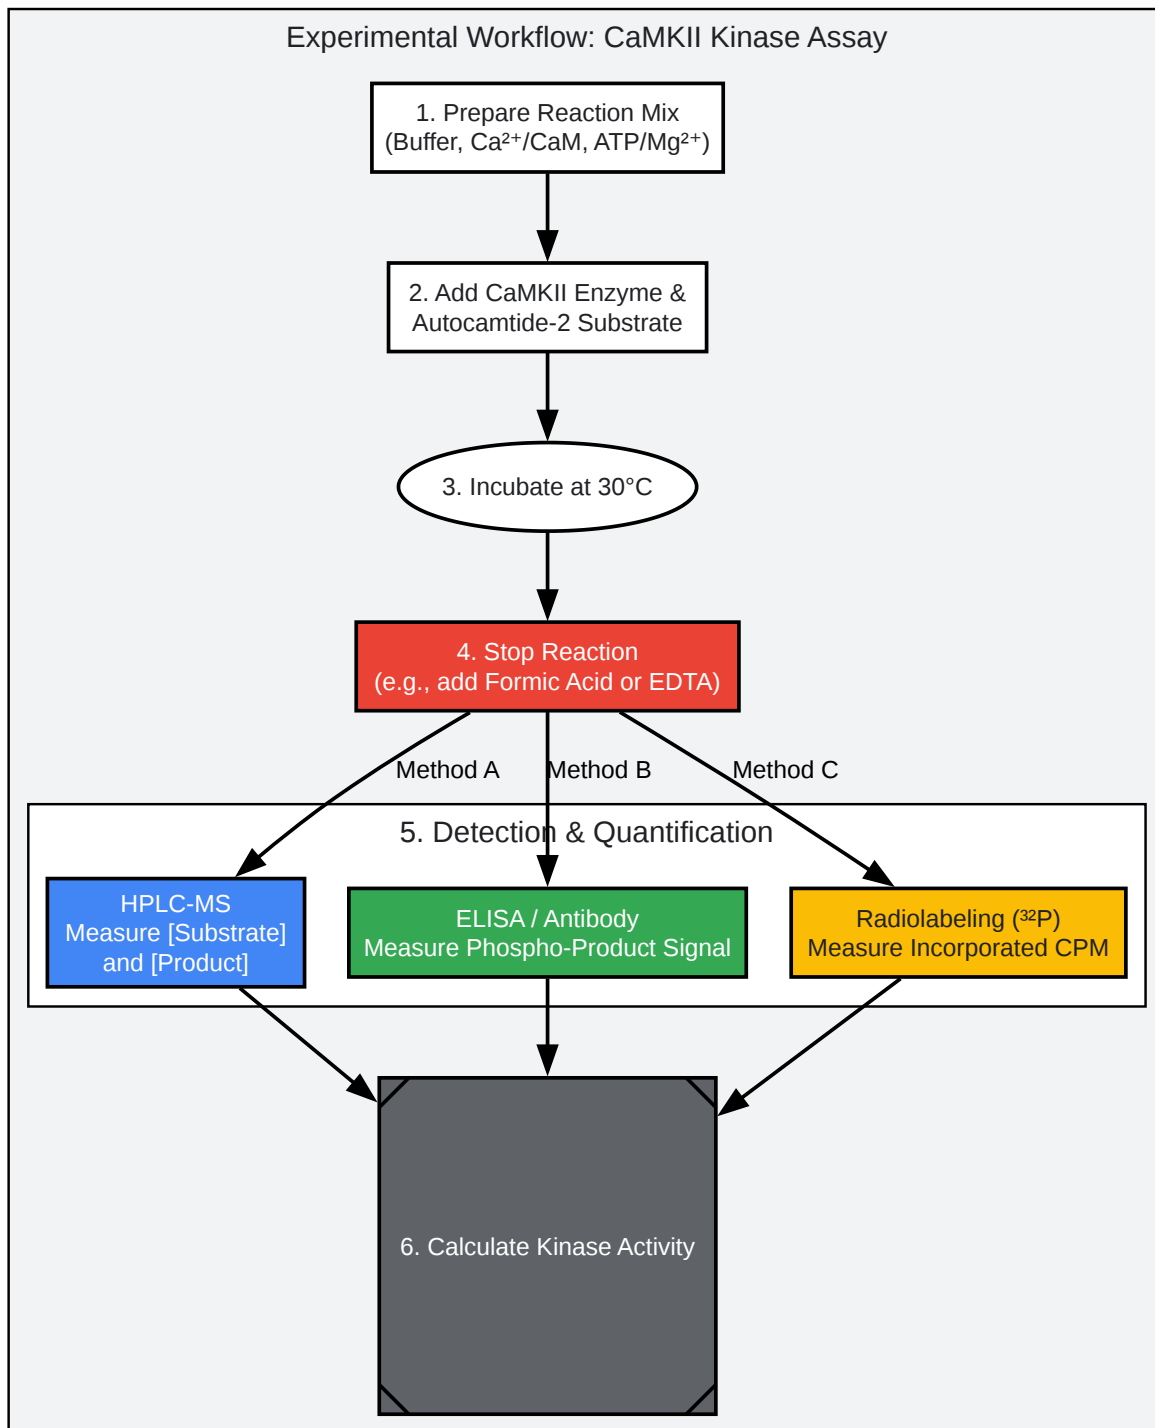 Experimental Workflow: CaMKII Kinase Assay
1. Prepare Reaction Mix
(Buffer, Ca²⁺/CaM, ATP/Mg²⁺)
2. Add CaMKII Enzyme &
Autocamtide-2 Substrate
3. Incubate at 30°C
4. Stop Reaction
(e.g., add Formic Acid or EDTA)
Method A
Method B
Method C
5. Detection & Quantification
HPLC-MS
Measure [Substrate]
and [Product]
ELISA / Antibody
Measure Phospho-Product Signal
Radiolabeling (³²P)
Measure Incorporated CPM
6. Calculate Kinase Activity